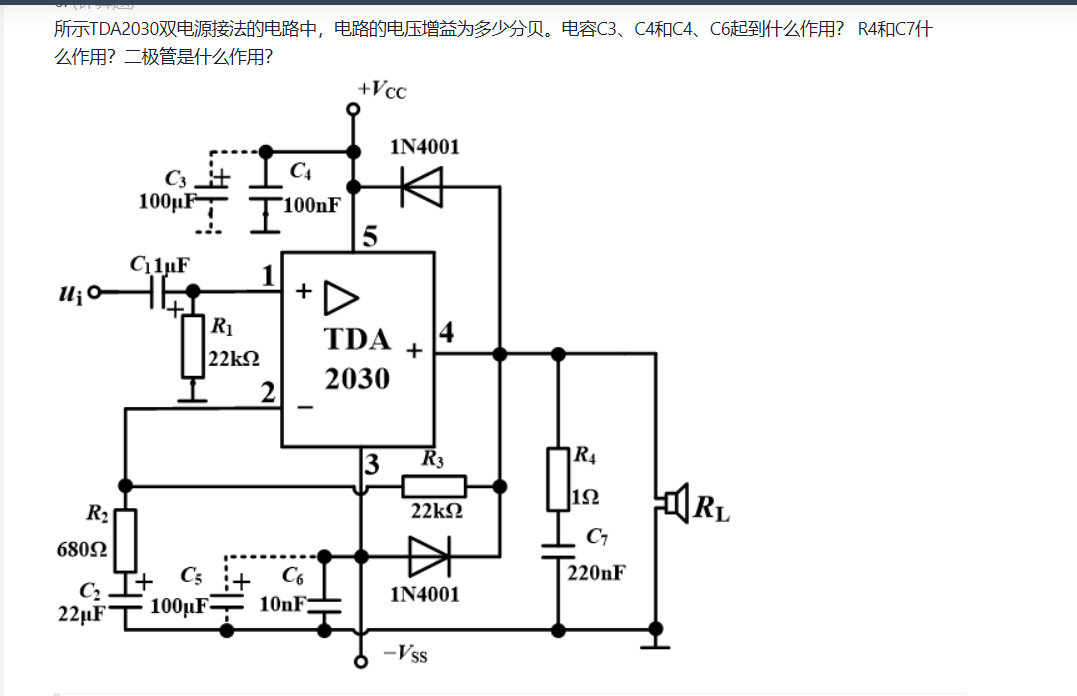 所示TDA2030双电源接法的电路中，电路的电压增益为多少分贝。电容C3、C4和C4、C6起到什么作用？ R4和C7什
么作用？二极管是什么作用？
+VCC
1N4001
C3
100μF
+
C4
100nF
5
C1 1μF
ui
+
1
+
R1
22kΩ
TDA
2030
+
4
2
−
3
R3
22kΩ
R4
1Ω
RL
R2
680Ω
C7
220nF
C2
22μF
+
C5
100μF
+
C6
10nF
1N4001
−VSS